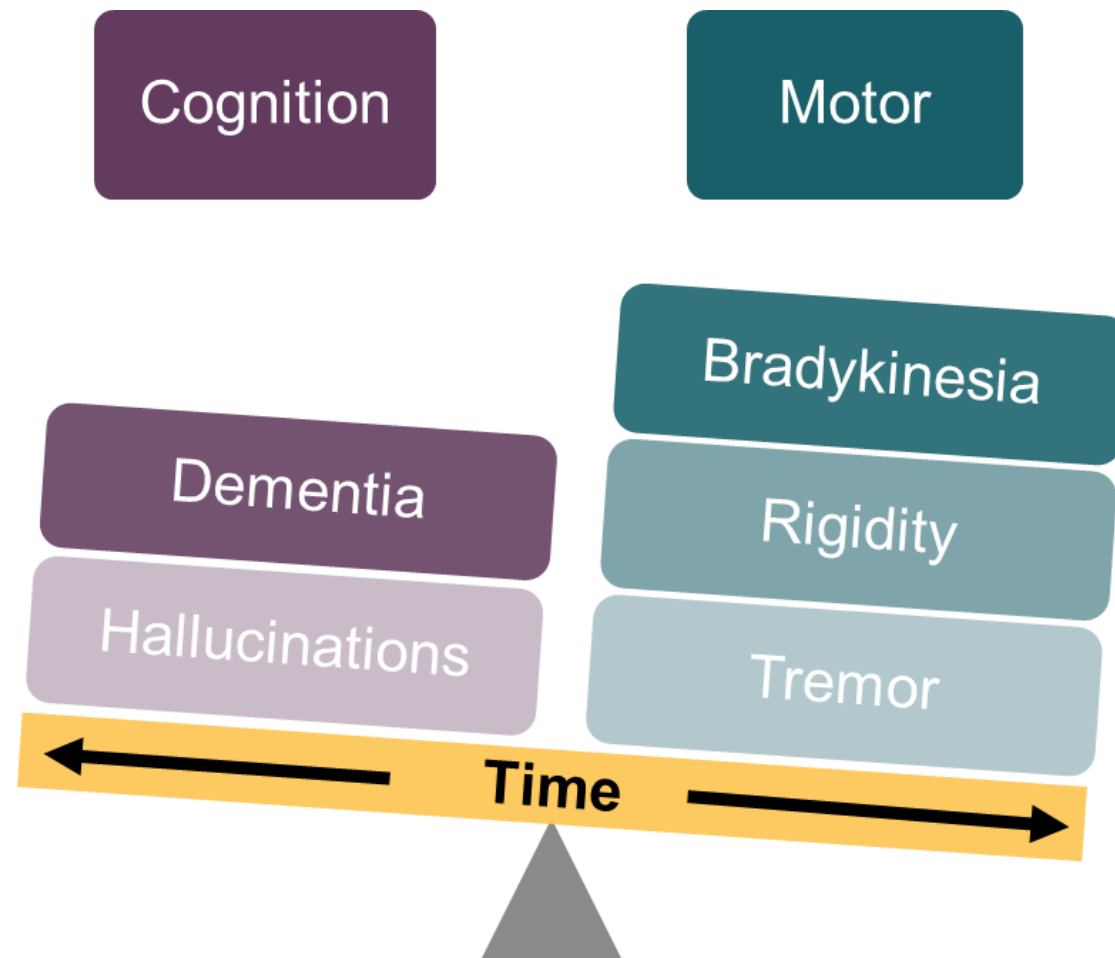 Cognition
Motor
Dementia
Hallucinations
Bradykinesia
Rigidity
Tremor
Time